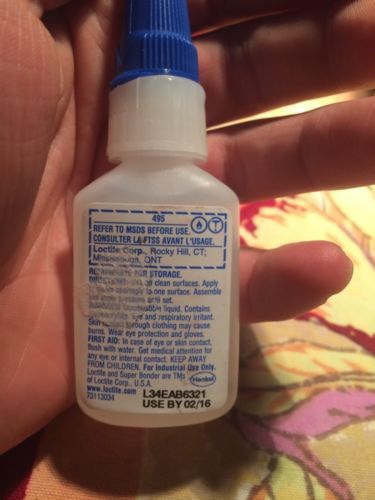 495
REFER TO MSDS BEFORE USE.
CONSULTER LA FTSS AVANT L'USAGE.
Loctite Corp., Rocky Hill, CT;
Mississauga, ONT
REFRIGERATE FOR STORAGE.
DIRECTIONS: on clean surfaces. Apply
to one surface. Assemble
and until set.
liquid. Contains
eye and respiratory irritant.
Skin through clothing may cause
burns. Wear eye protection and gloves.
FIRST AID: In case of eye or skin contact,
flush with water. Get medical attention for
any eye or internal contact. KEEP AWAY
FROM CHILDREN. For Industrial Use Only.
Loctite and Super Bonder are TMs
of Loctite Corp., U.S.A.
www.loctite.com
73113034
Henkel
L34EAB6321
USE BY 02/16
T